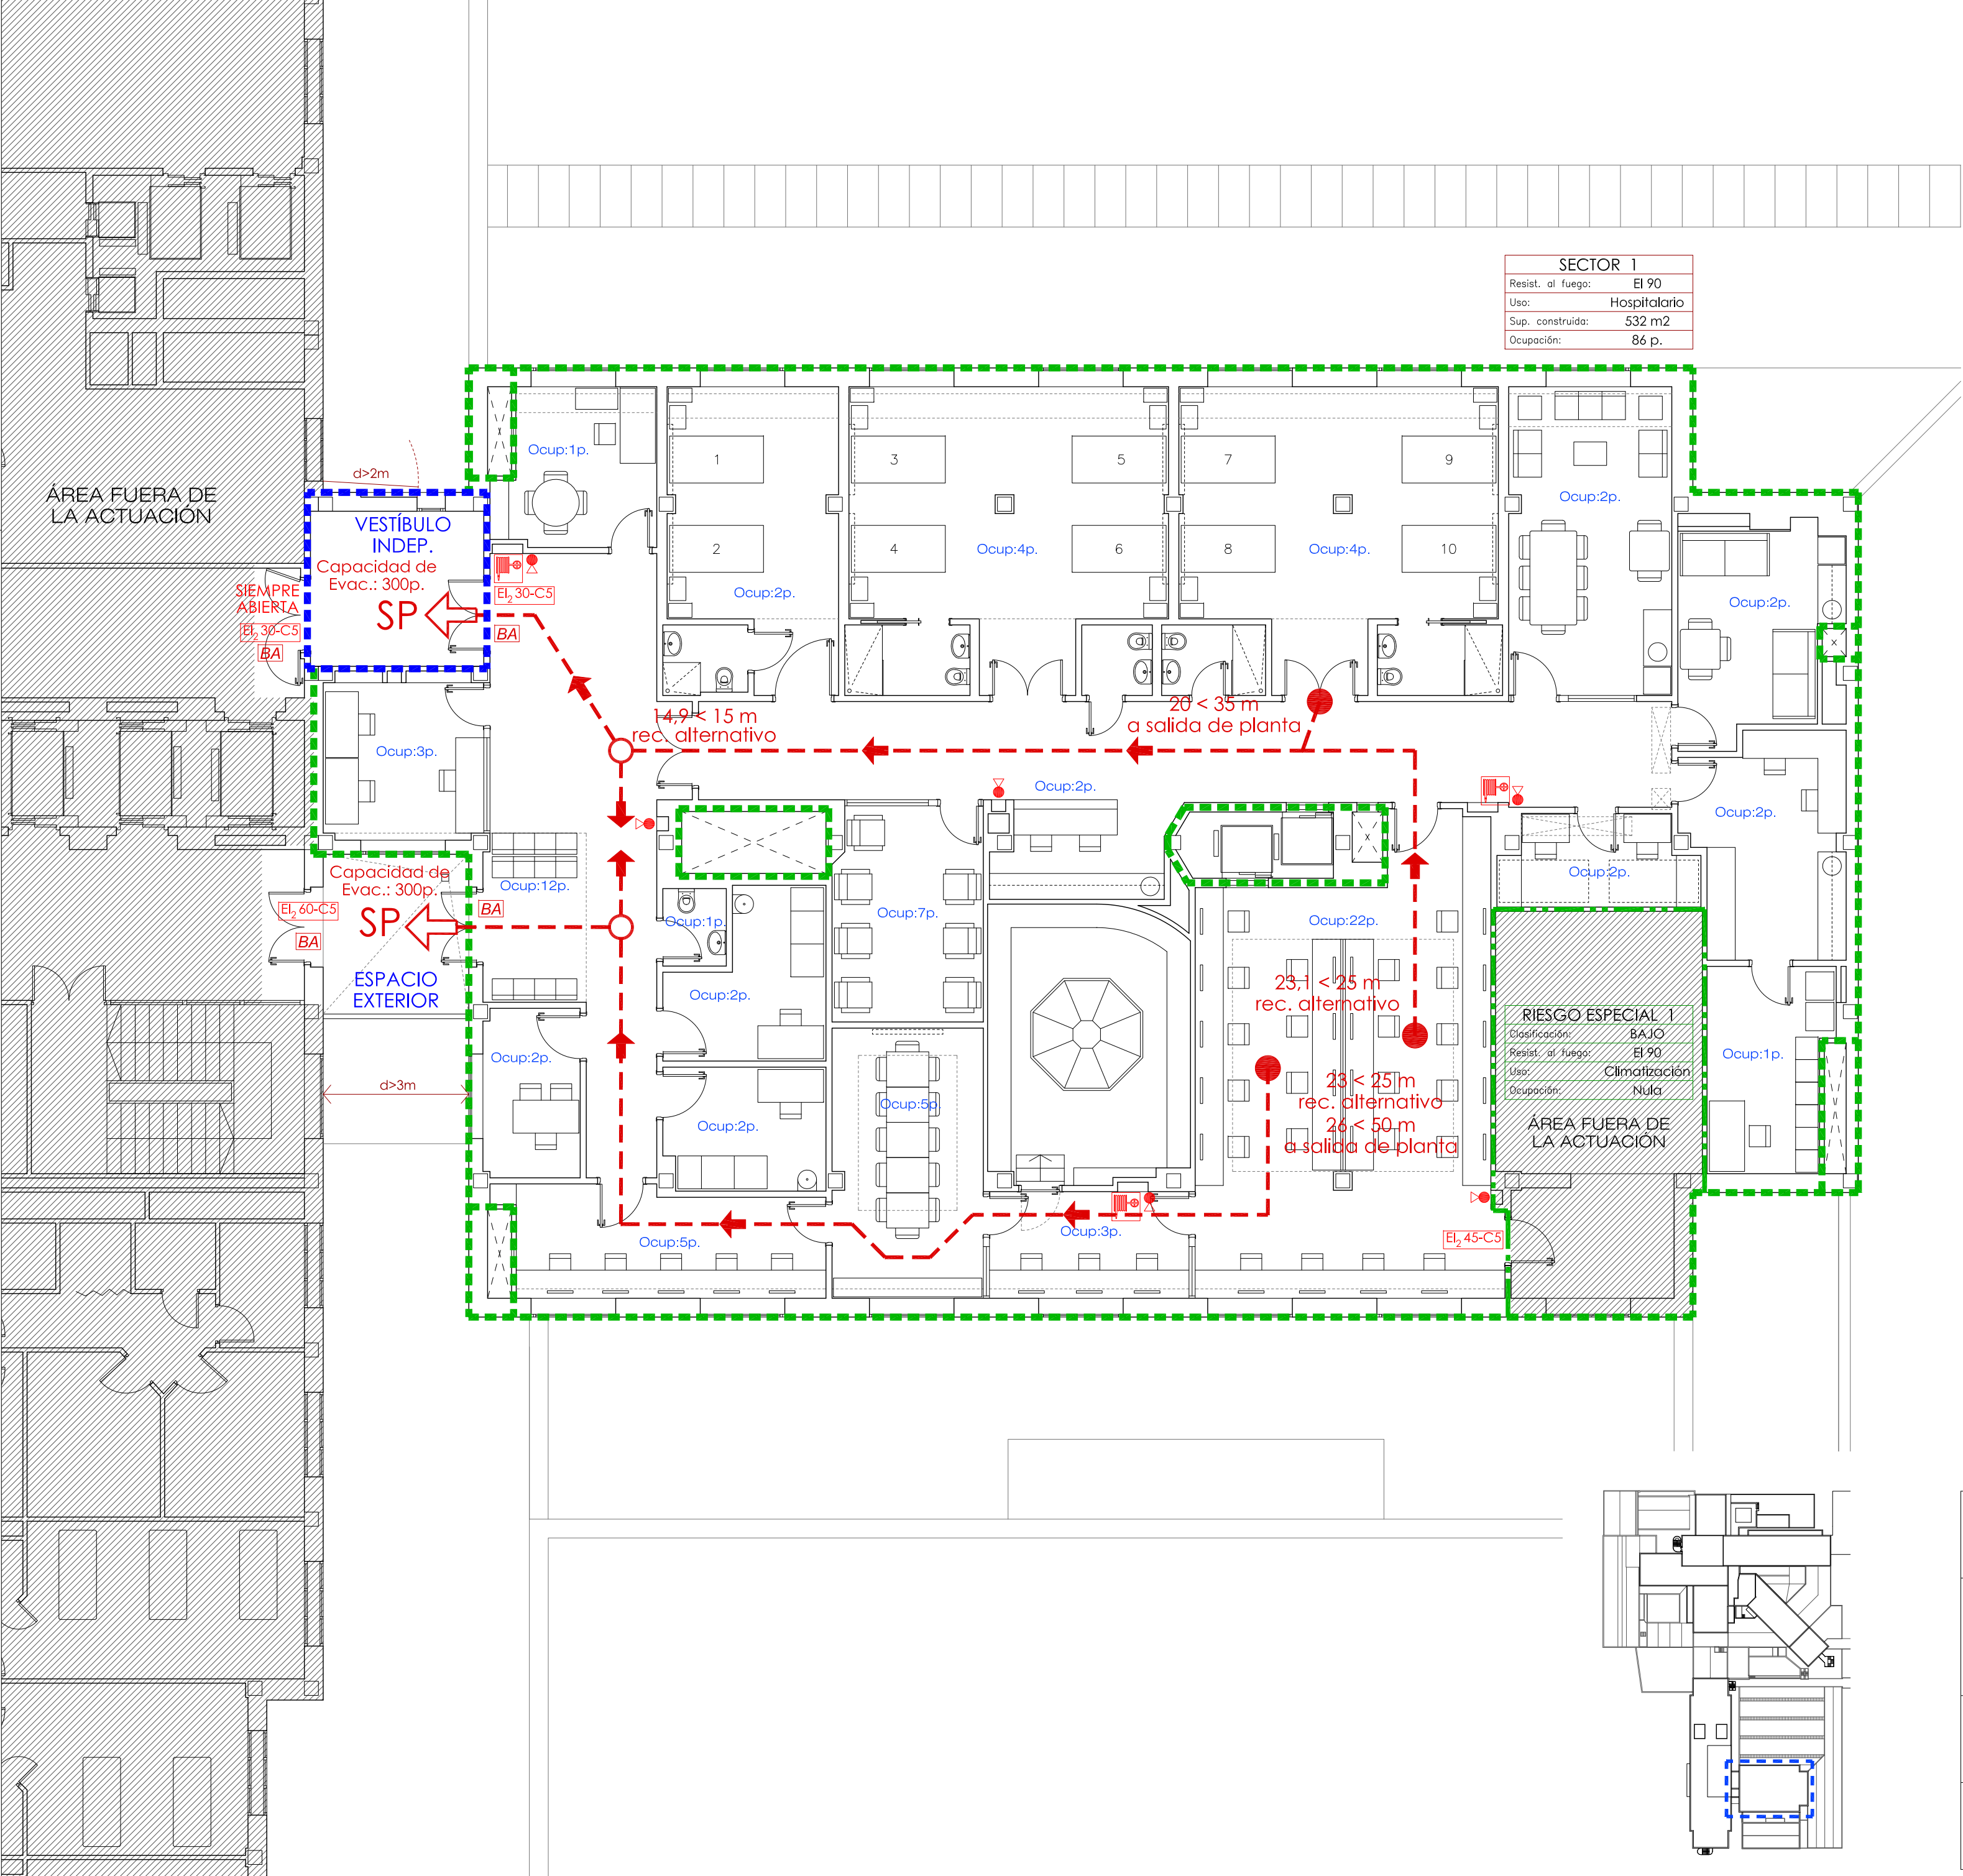 SECTOR 1
Resist. al fuego: EI 90
Uso: Hospitalario
Sup. construida: 532 m2
Ocupación: 86 p.
Ocup:1p.
1
3
5
7
9
d>2m
ÁREA FUERA DE
LA ACTUACIÓN
Ocup:2p.
VESTÍBULO
INDEP.
Capacidad de
Evac.: 300p.
SP
SIEMPRE
ABIERTA
EI2 30-C5
BA
EI2 30-C5
BA
2
4
6
8
10
Ocup:2p.
Ocup:4p.
Ocup:4p.
Ocup:2p.
14,9 < 15 m
rec. alternativo
20 < 35 m
a salida de planta
Ocup:3p.
Ocup:2p.
Ocup:2p.
Capacidad de
Evac.: 300p.
SP
EI2 60-C5
BA
BA
ESPACIO
EXTERIOR
Ocup:12p.
Ocup:1p.
Ocup:7p.
Ocup:22p.
Ocup:2p.
Ocup:2p.
23,1 < 25 m
rec. alternativo
RIESGO ESPECIAL 1
Clasificación: BAJO
Resist. al fuego: EI 90
Uso: Climatización
Ocupación: Nula
Ocup:2p.
Ocup:1p.
d>3m
23 < 25 m
rec. alternativo
26 < 50 m
a salida de planta
Ocup:5p.
Ocup:2p.
ÁREA FUERA DE
LA ACTUACIÓN
Ocup:5p.
Ocup:3p.
EI2 45-C5